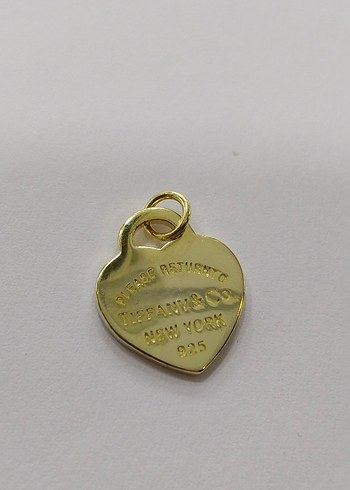 PLEASE RETURN TO
TIFFANY & Co.
NEW YORK
925